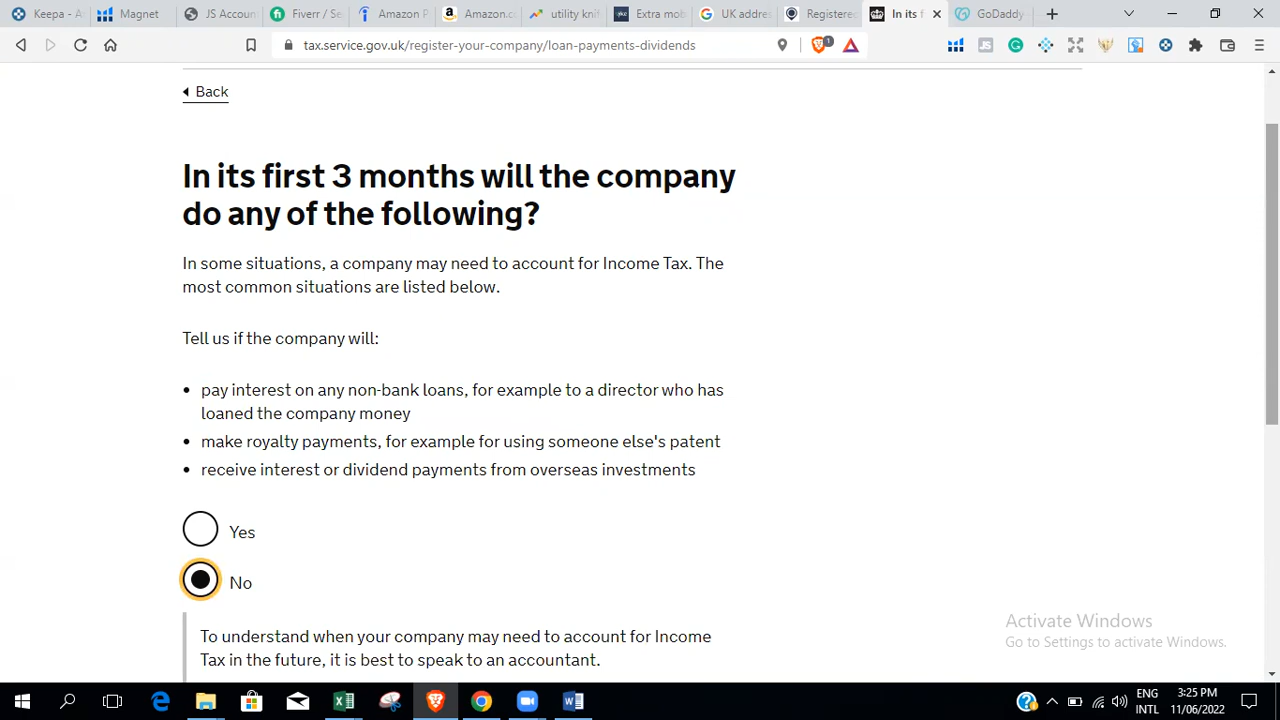 Keepa - A
Magnet
JS Accoun
Fiverr / Se
Amazon P
Amazon.c
utility knif
Extra mob
UK addre
Registere
In its f
GoDaddy
tax.service.gov.uk/register-your-company/loan-payments-dividends
1
Back
In its first 3 months will the company
do any of the following?
In some situations, a company may need to account for Income Tax. The
most common situations are listed below.
Tell us if the company will:
• pay interest on any non-bank loans, for example to a director who has
loaned the company money
• make royalty payments, for example for using someone else's patent
• receive interest or dividend payments from overseas investments
Yes
No
To understand when your company may need to account for Income
Tax in the future, it is best to speak to an accountant.
Activate Windows
Go to Settings to activate Windows.
ENG
INTL
3:25 PM
11/06/2022